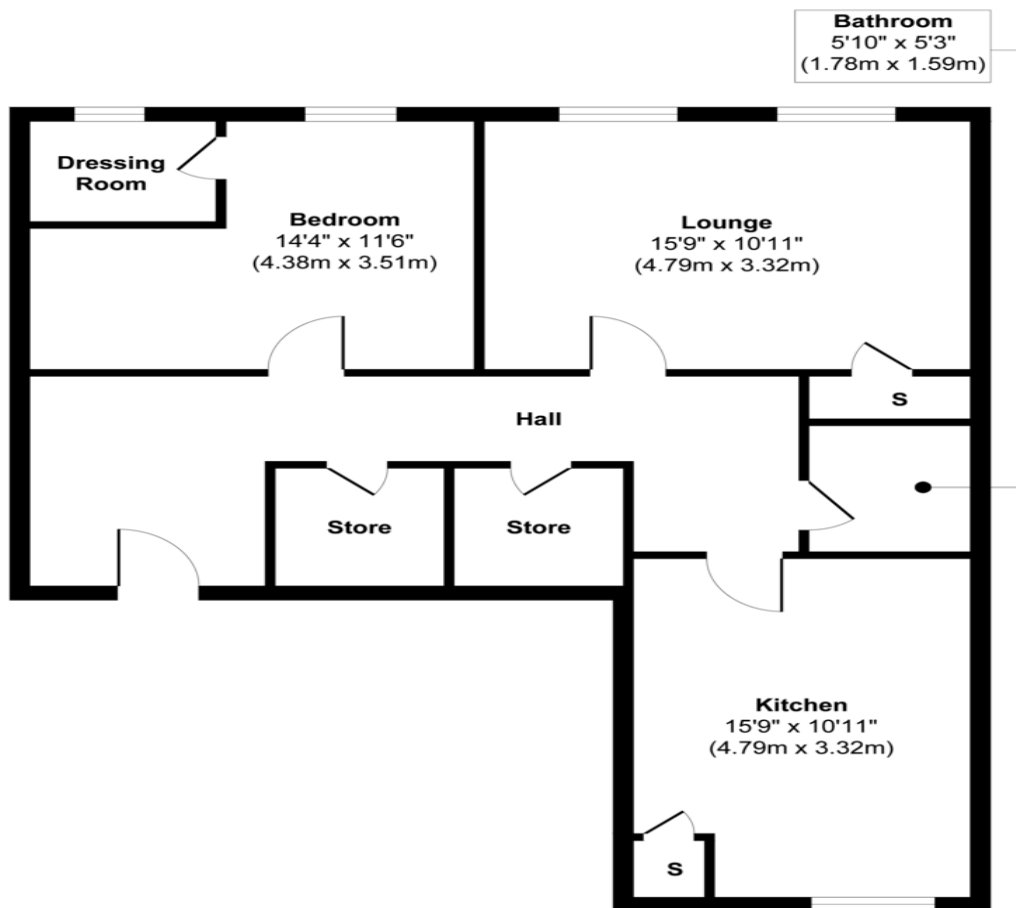 Bathroom
5'10" x 5'3"
(1.78m x 1.59m)
Dressing
Room
Bedroom
14'4" x 11'6"
(4.38m x 3.51m)
Lounge
15'9" x 10'11"
(4.79m x 3.32m)
S
Hall
Store
Store
Kitchen
15'9" x 10'11"
(4.79m x 3.32m)
S